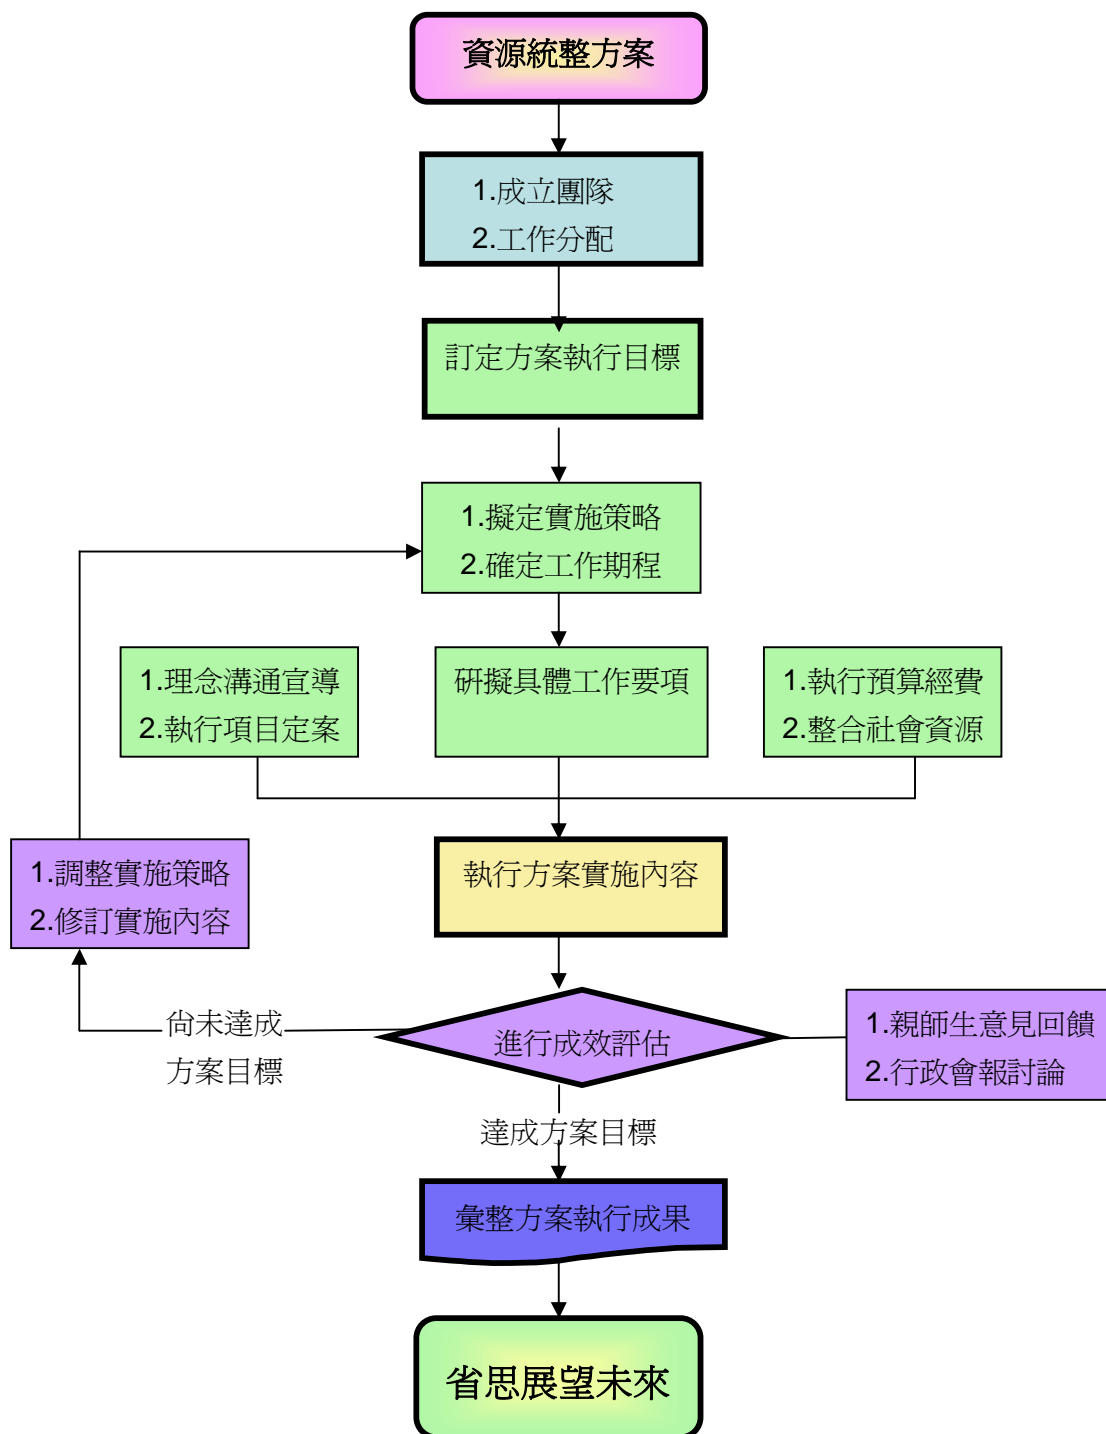 資源統整方案
1.成立團隊
2.工作分配
訂定方案執行目標
1.擬定實施策略
2.確定工作期程
1.理念溝通宣導
2.執行項目定案
研擬具體工作要項
1.執行預算經費
2.整合社會資源
1.調整實施策略
2.修訂實施內容
執行方案實施內容
尚未達成
方案目標
進行成效評估
1.親師生意見回饋
2.行政會報討論
達成方案目標
彙整方案執行成果
省思展望未來